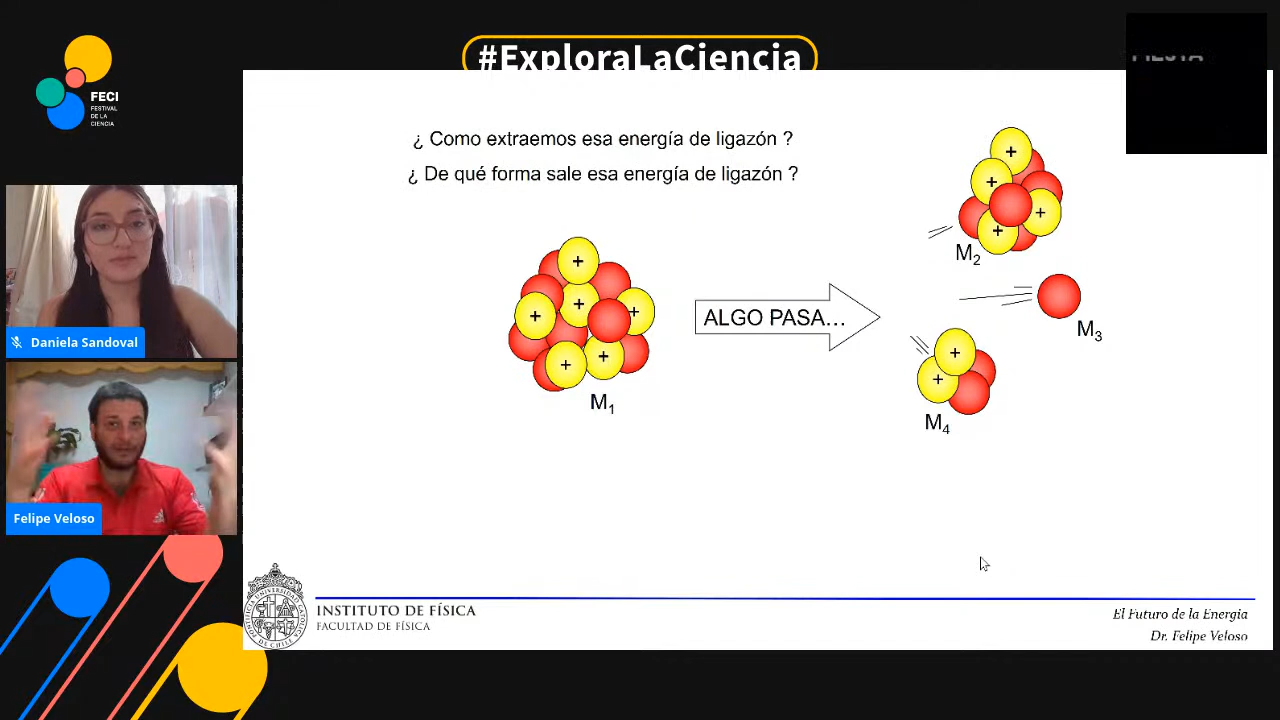 #ExploraLaCiencia
FECI
FESTIVAL
DE LA
CIENCIA
FIESTA
¿ Como extraemos esa energía de ligazón ?
¿ De qué forma sale esa energía de ligazón ?
+
+
+
+
+
+
+
M1
ALGO PASA...
+
+
+
+
M2
M3
+
+
M4
Daniela Sandoval
Felipe Veloso
INSTITUTO DE FÍSICA
FACULTAD DE FÍSICA
El Futuro de la Energia
Dr. Felipe Veloso